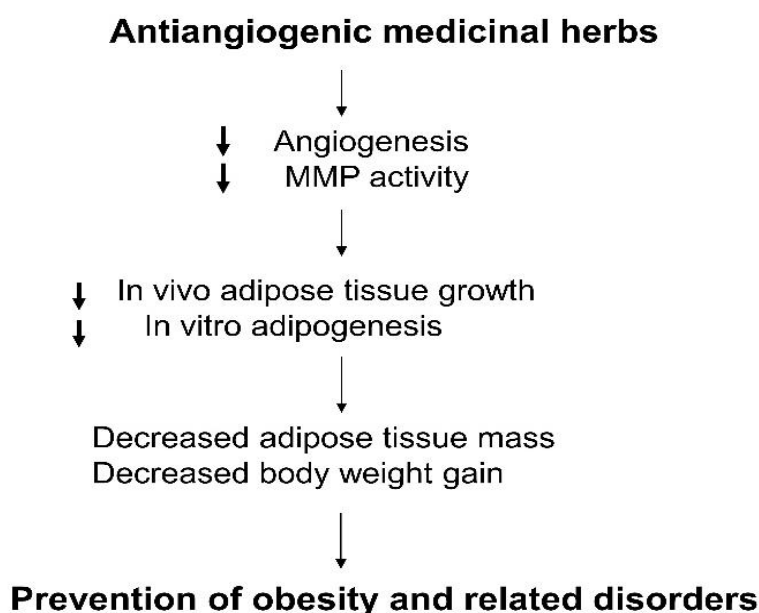 Antiangiogenic medicinal herbs
Angiogenesis
MMP activity
In vivo adipose tissue growth
In vitro adipogenesis
Decreased adipose tissue mass
Decreased body weight gain
Prevention of obesity and related disorders